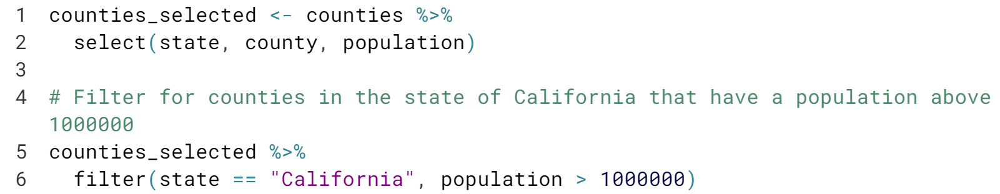 1 counties_selected <- counties %>%
2   select(state, county, population)
3
4 # Filter for counties in the state of California that have a population above
1000000
5 counties_selected %>%
6   filter(state == "California", population > 1000000)